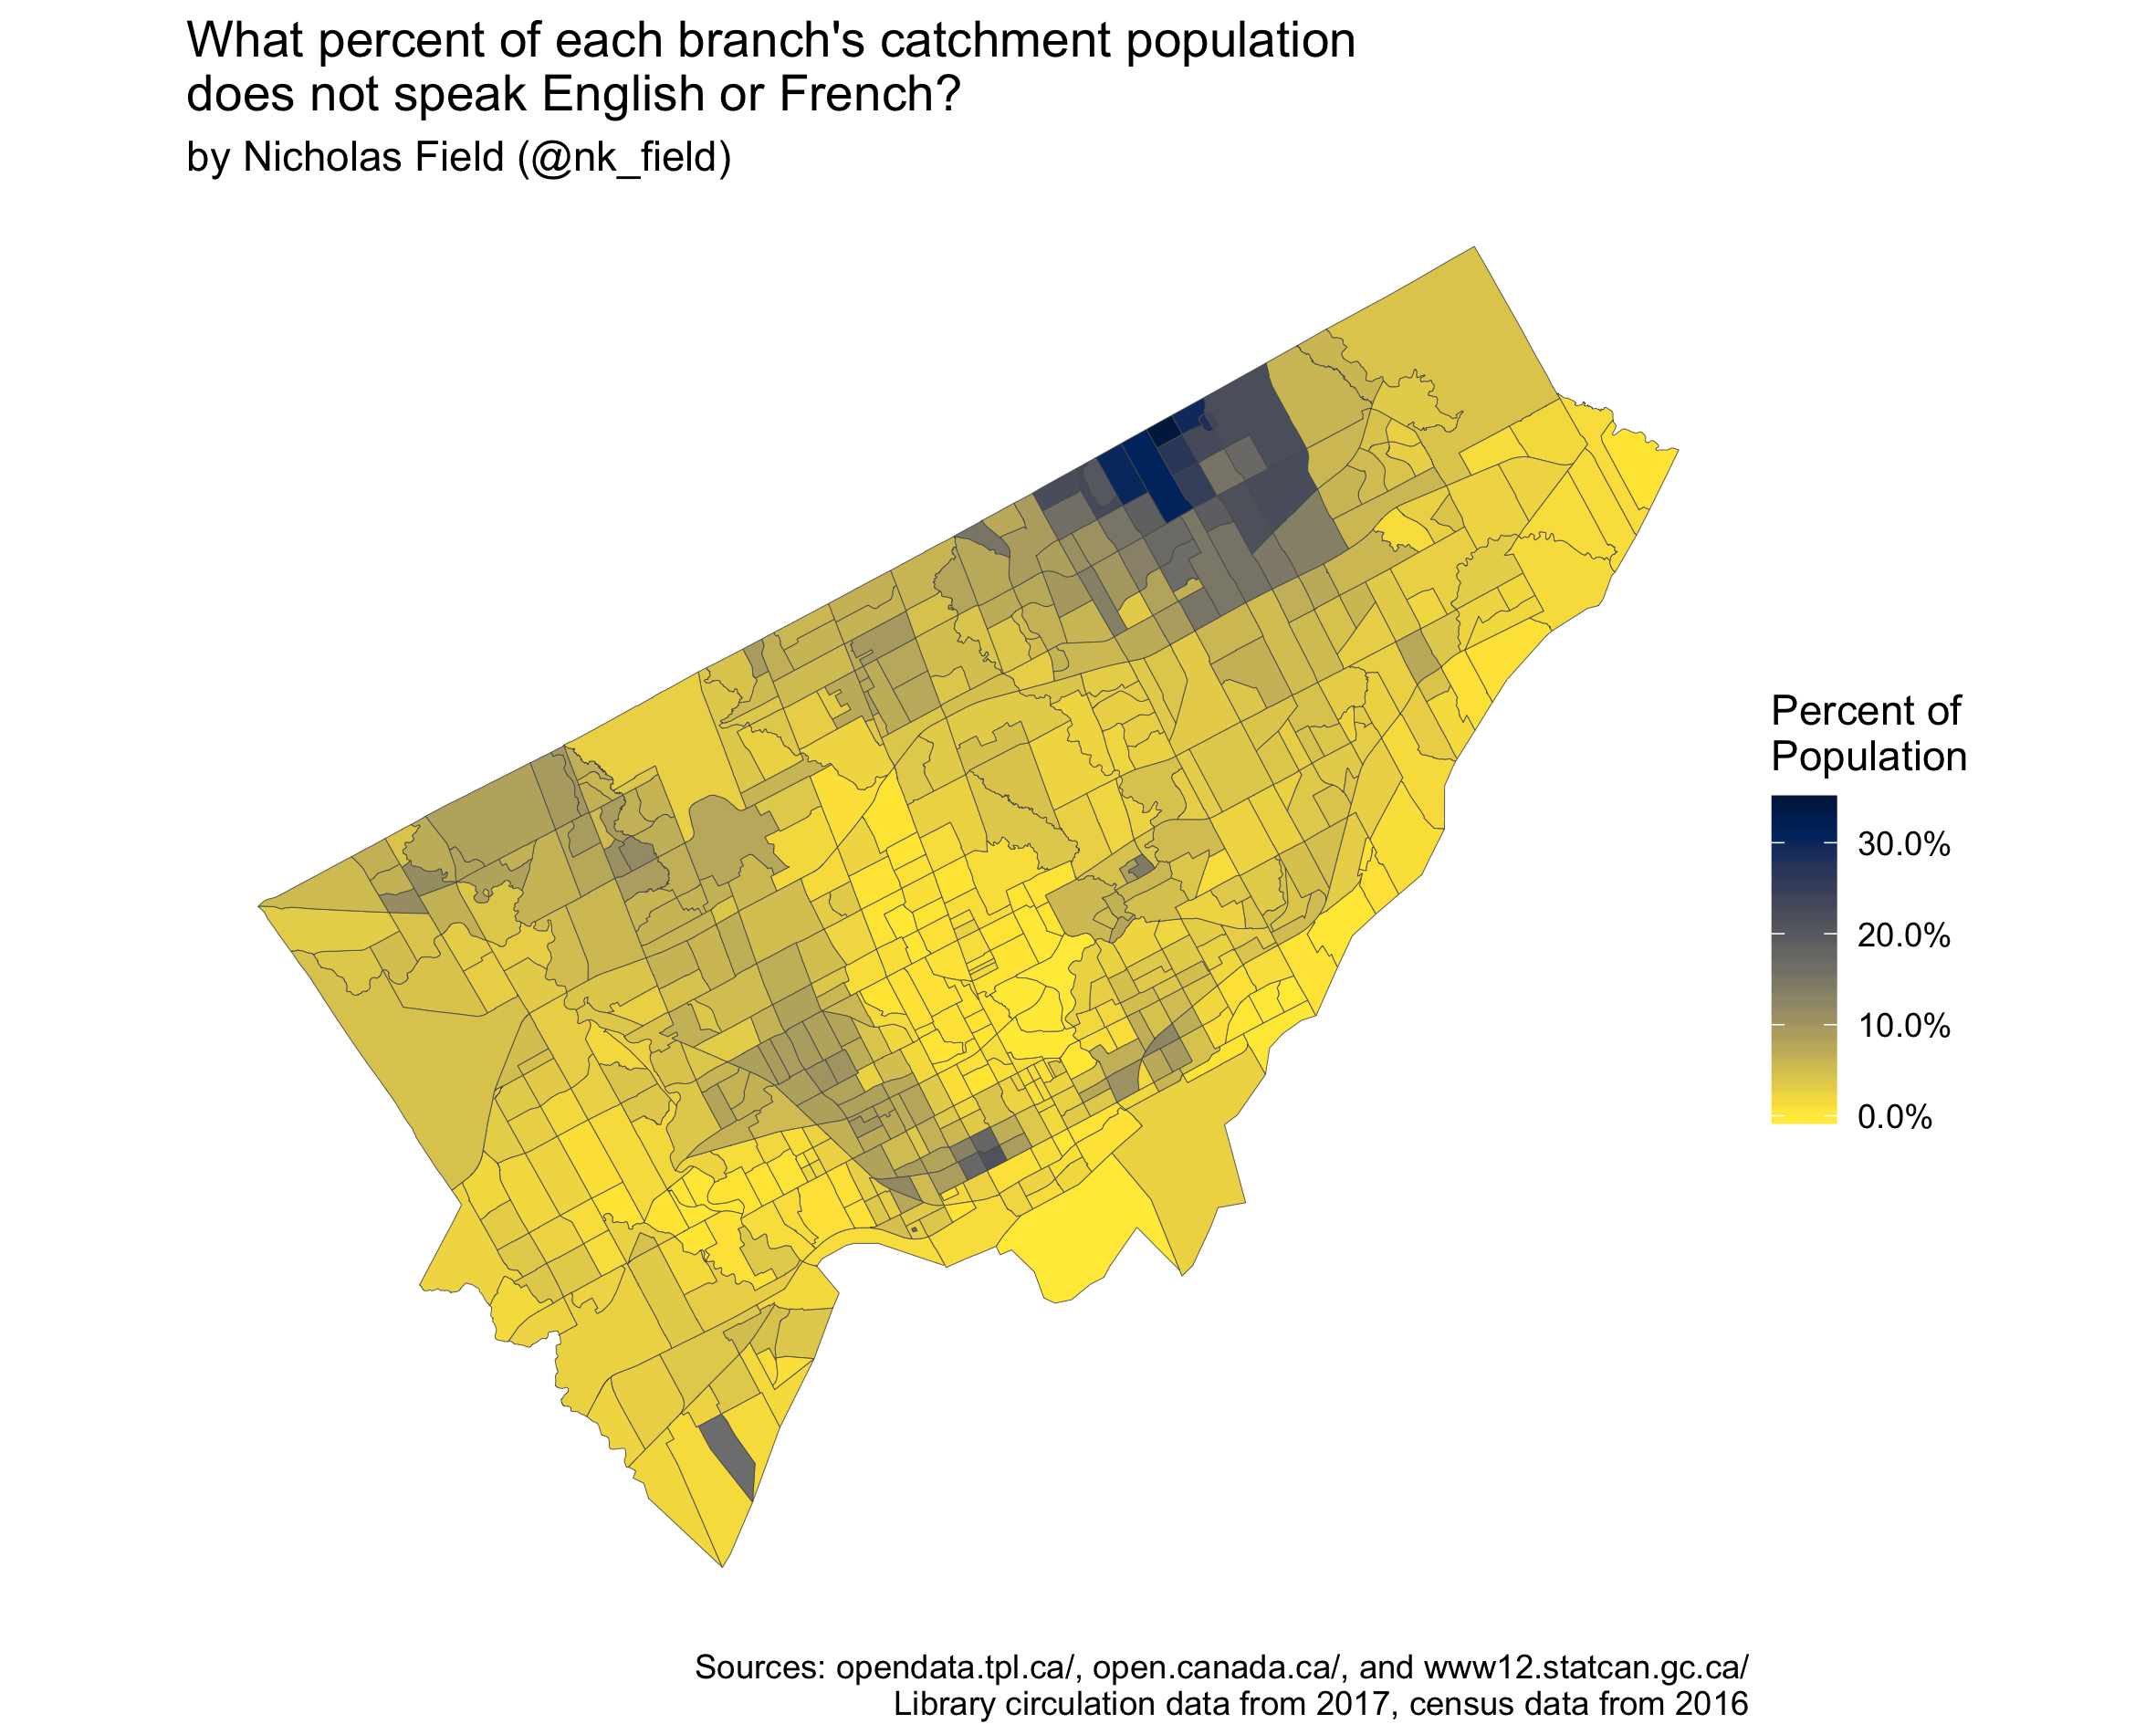 What percent of each branch's catchment population
does not speak English or French?
by Nicholas Field (@nk_field)
Percent of
Population
30.0%
20.0%
10.0%
0.0%
Sources: opendata.tpl.ca/, open.canada.ca/, and www12.statcan.gc.ca/
Library circulation data from 2017, census data from 2016